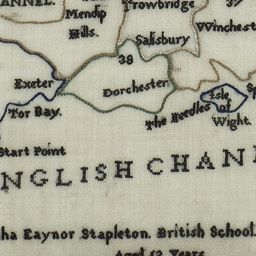 ANNEL.
Trowbridge
Mendip
Hills.
Winchest
Salisbury
38
Exeter
Dorchester
Isle
of
Wight.
The Needles
Tor Bay.
Start Point
NGLISH CHAN
ha Eaynor Stapleton. British School.
Aged 12 Years